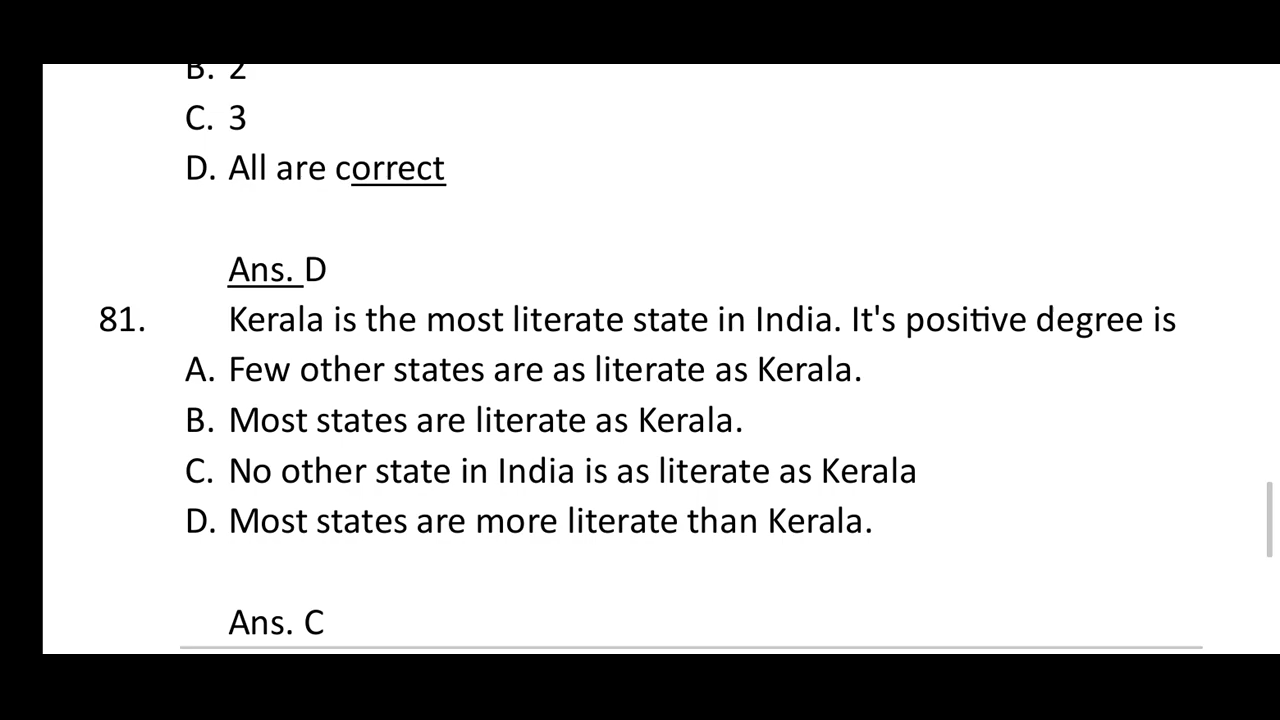 B. 2
C. 3
D. All are correct
Ans. D
81. Kerala is the most literate state in India. It's positive degree is
A. Few other states are as literate as Kerala.
B. Most states are literate as Kerala.
C. No other state in India is as literate as Kerala
D. Most states are more literate than Kerala.
Ans. C